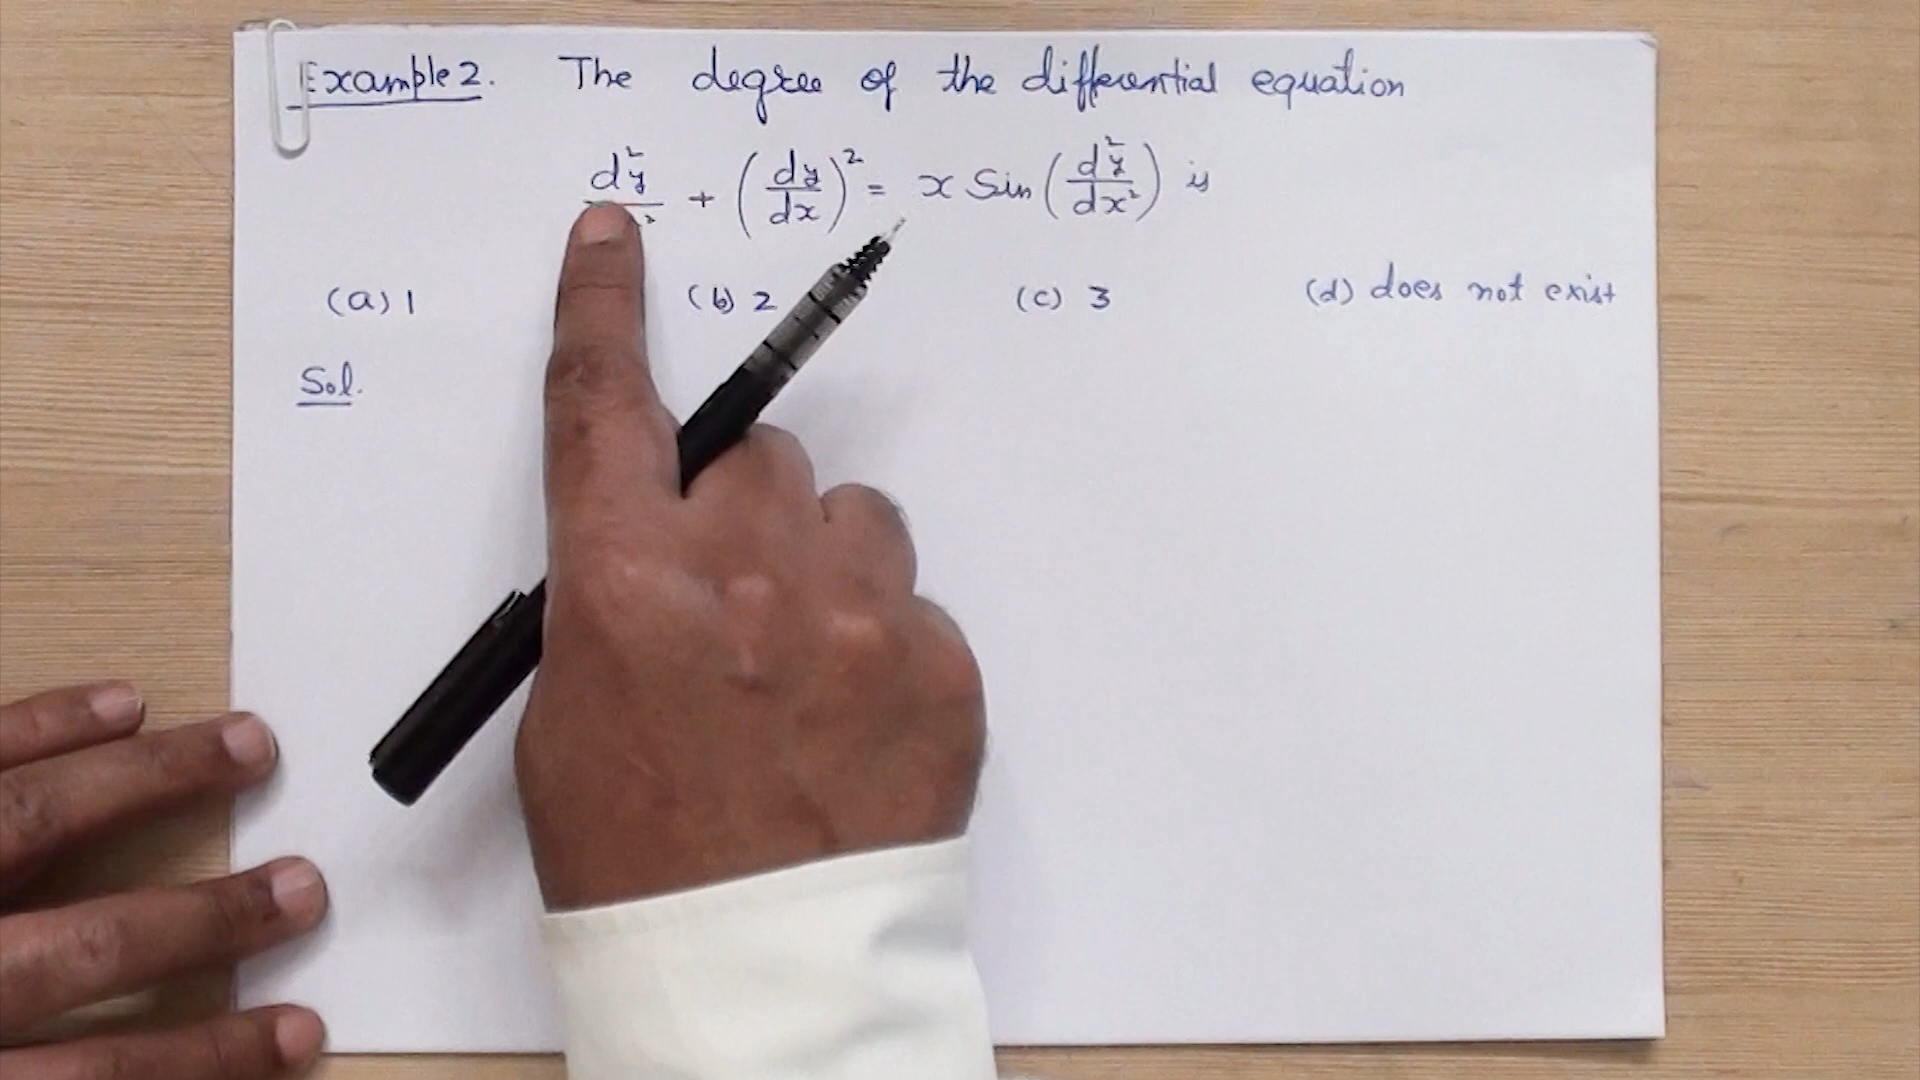 Example 2. The degree of the differential equation
d²y/dx² + (dy/dx)² = x Sin (d²y/dx²) is
(a) 1 (b) 2 (c) 3 (d) does not exist
Sol.